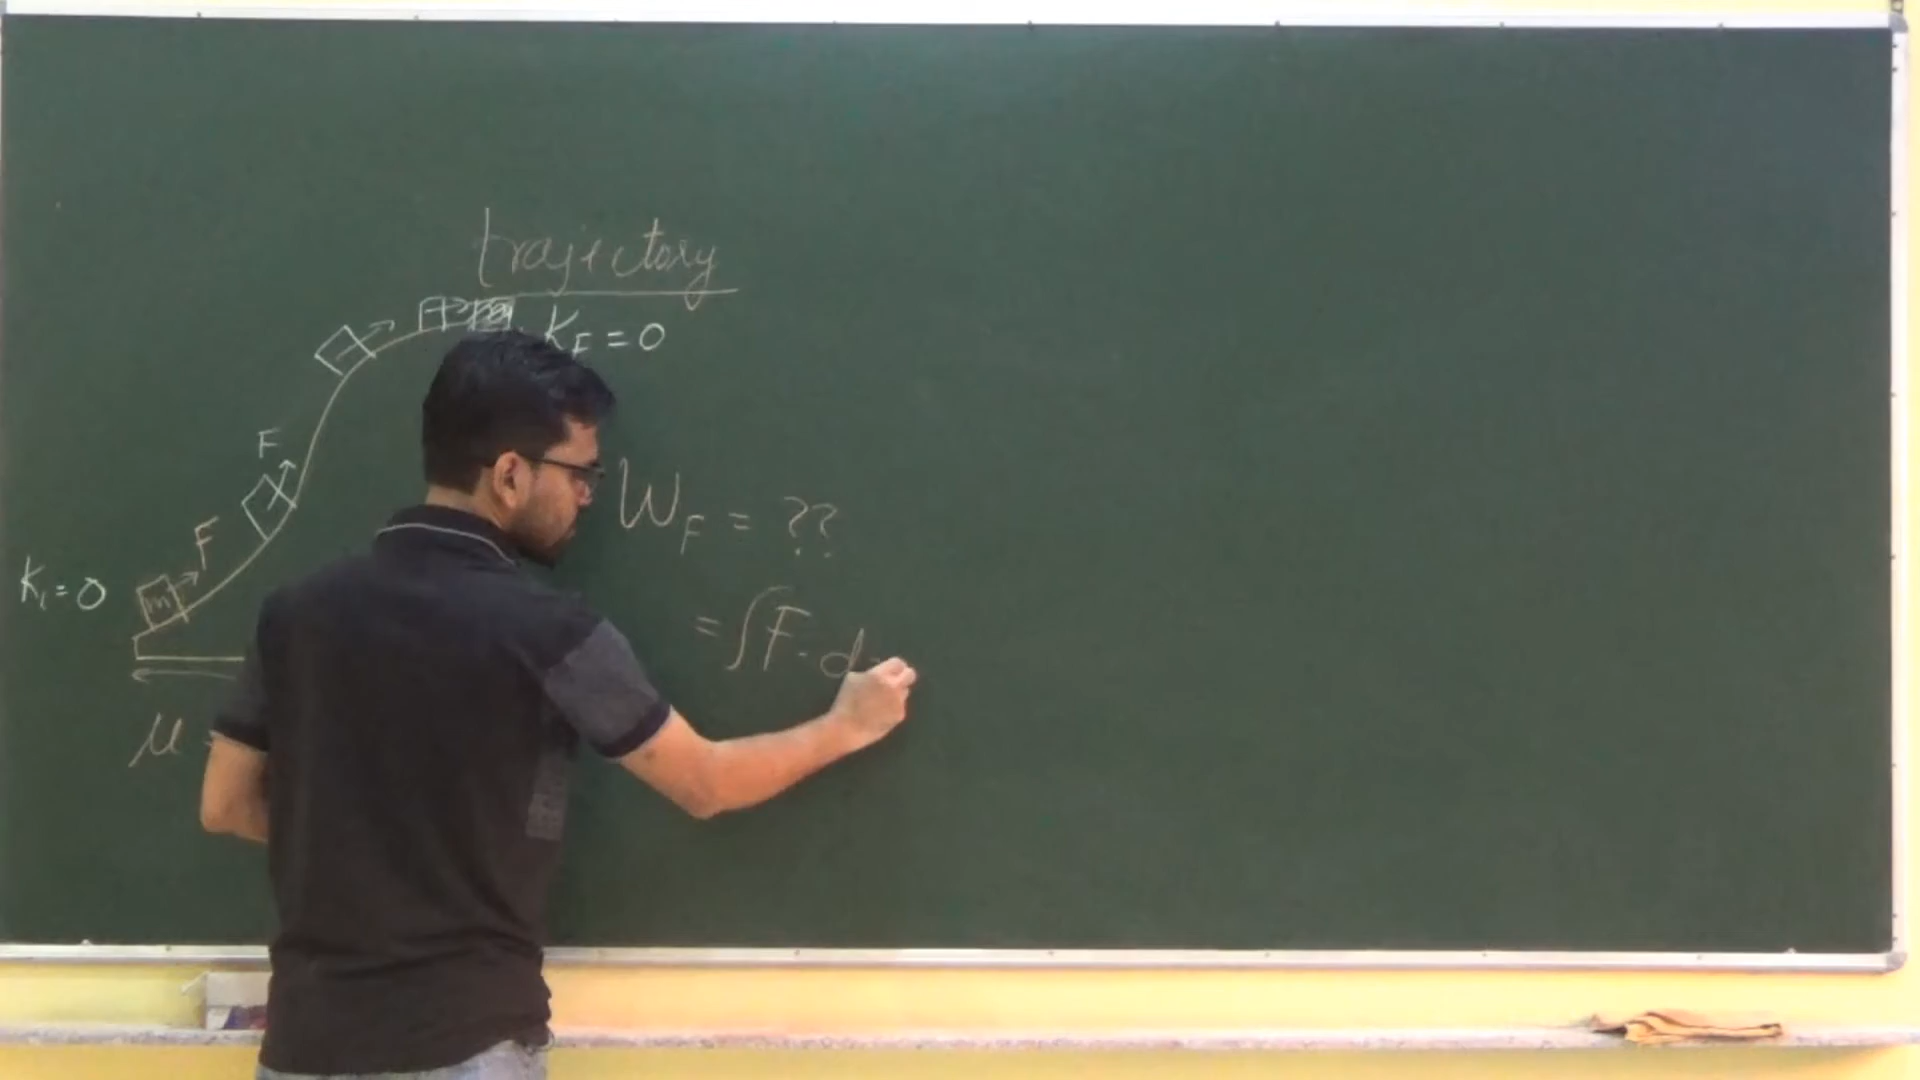 trajectory
K_F = 0
F
W_F = ??
F
K_i = 0
m
= ∫F. d
μ